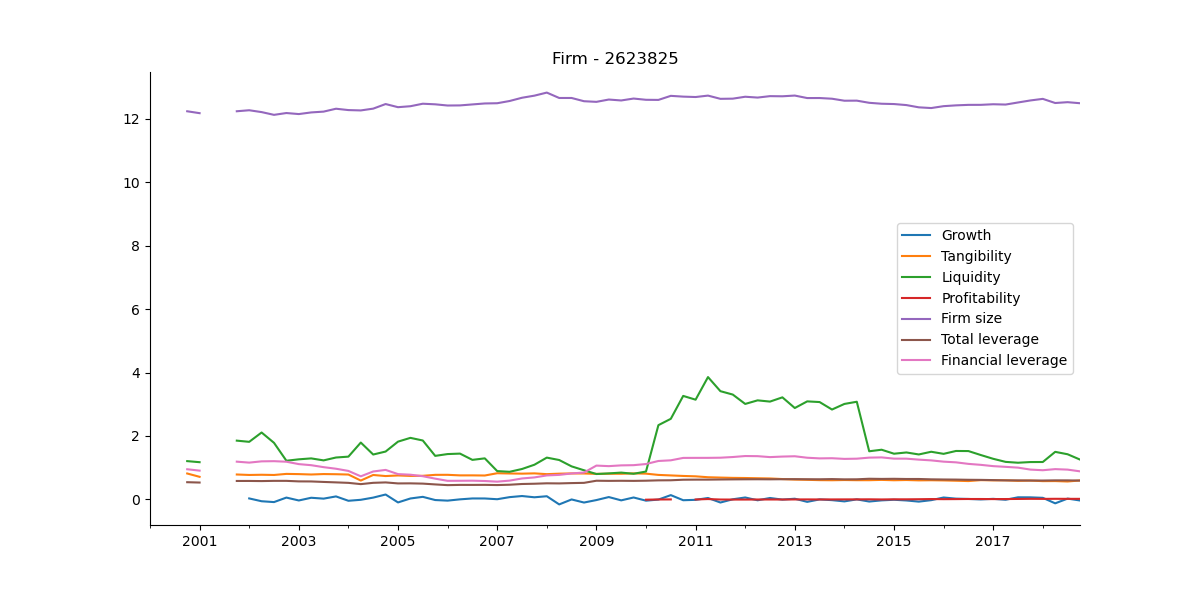 Firm - 2623825
12
10
8
6
4
2
0
Growth
Tangibility
Liquidity
Profitability
Firm size
Total leverage
Financial leverage
2001 2003 2005 2007 2009 2011 2013 2015 2017